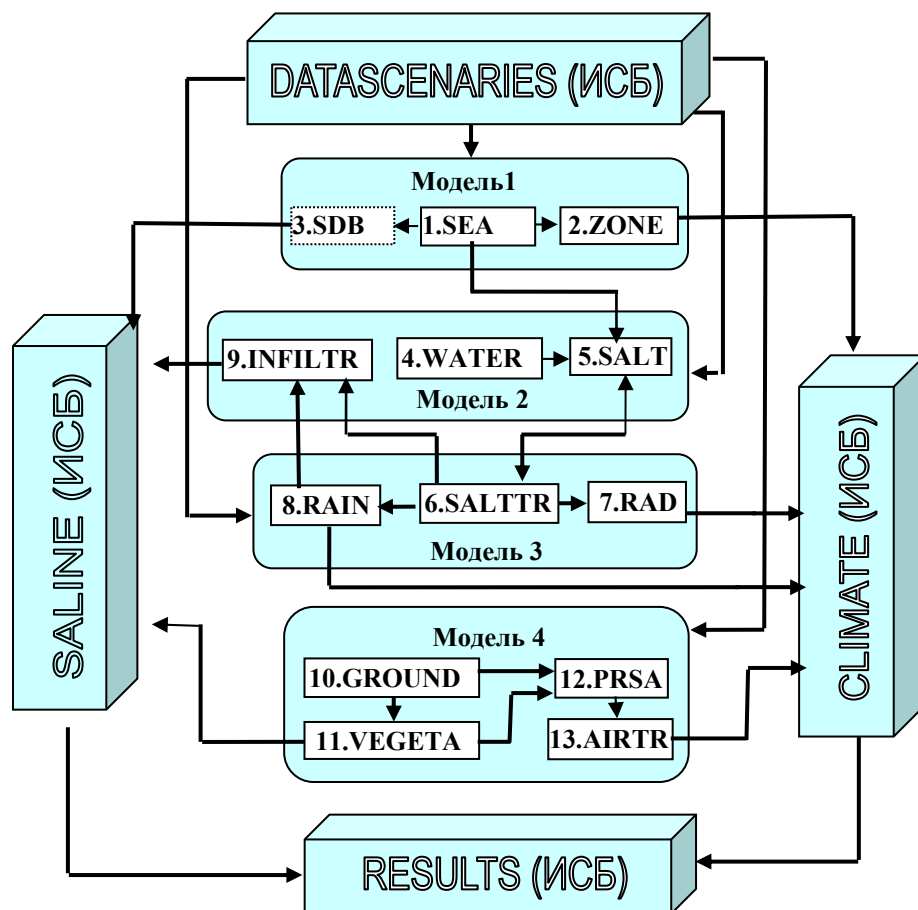 DATASCENARIES (ИСБ)
Модель1
3.SDB
1.SEA
2.ZONE
9.INFILTR
4.WATER
5.SALT
Модель 2
8.RAIN
6.SALTTR
7.RAD
Модель 3
Модель 4
10.GROUND
12.PRSA
11.VEGETA
13.AIRTR
SALINE (ИСБ)
CLIMATE (ИСБ)
RESULTS (ИСБ)